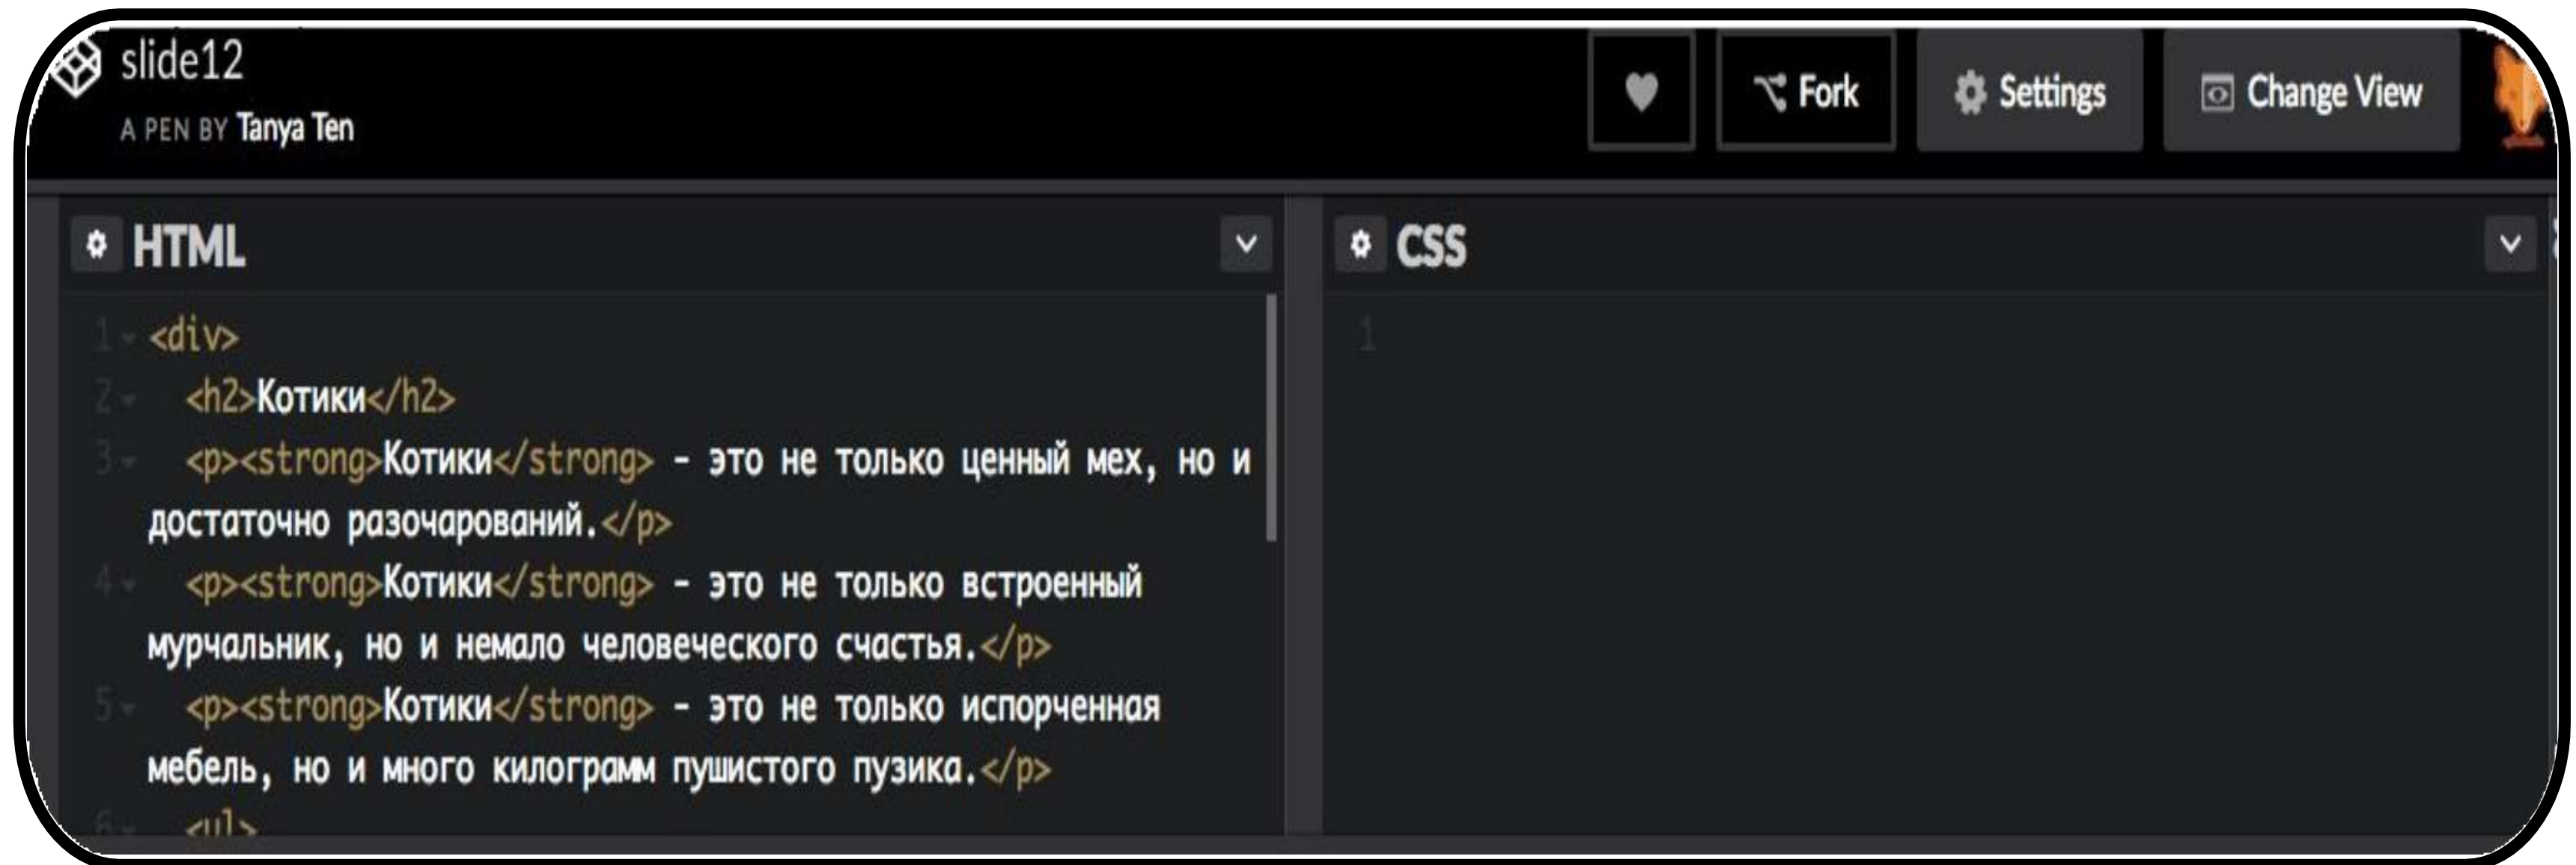 slide12
A PEN BY Tanya Ten
Fork
Settings
Change View
HTML
1 <div>
2 <h2>Котики</h2>
3 <p><strong>Котики</strong> - это не только ценный мех, но и
достаточно разочарований.</p>
4 <p><strong>Котики</strong> - это не только встроенный
мурчальник, но и немало человеческого счастья.</p>
5 <p><strong>Котики</strong> - это не только испорченная
мебель, но и много килограмм пушистого пузика.</p>
6 <ul>
CSS
1